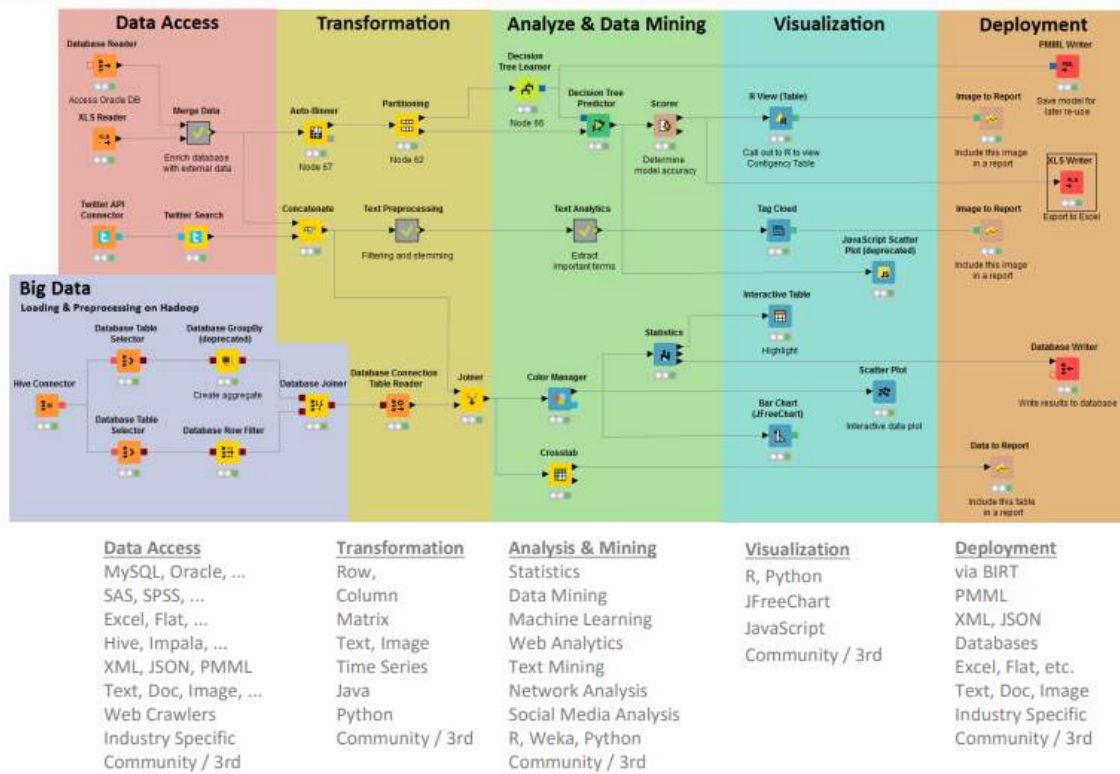 Data Access
Transformation
Analyze & Data Mining
Visualization
Deployment
Database Reader
Access Oracle DB
XLS Reader
Merge Data
Enrich database
with external data
Twitter API
Connector
Twitter Search
Auto-Binner
Node 67
Partitioning
Node 62
Concatenate
Text Preprocessing
Filtering and stemming
Decision
Tree Learner
Node 66
Decision Tree
Predictor
Scorer
Determine
model accuracy
Text Analytics
Extract
important terms
R View (Table)
Call out to R to view
Contigency Table
Tag Cloud
JavaScript Scatter
Plot (deprecated)
PMML Writer
Save model for
later re-use
Image to Report
Include this image
in a report
XLS Writer
Export to Excel
Image to Report
Include this image
in a report
Big Data
Loading & Preprocessing on Hadoop
Hive Connector
Database Table
Selector
Database GroupBy
(deprecated)
Create aggregate
Database Table
Selector
Database Row Filter
Database Joiner
Database Connection
Table Reader
Joiner
Color Manager
Statistics
Crosstab
Interactive Table
Highlight
Scatter Plot
Interactive data plot
Bar Chart
(JFreeChart)
Database Writer
Write results to database
Data to Report
Include this table
in a report
Data Access
MySQL, Oracle, ...
SAS, SPSS, ...
Excel, Flat, ...
Hive, Impala, ...
XML, JSON, PMML
Text, Doc, Image, ...
Web Crawlers
Industry Specific
Community / 3rd
Transformation
Row,
Column
Matrix
Text, Image
Time Series
Java
Python
Community / 3rd
Analysis & Mining
Statistics
Data Mining
Machine Learning
Web Analytics
Text Mining
Network Analysis
Social Media Analysis
R, Weka, Python
Community / 3rd
Visualization
R, Python
JFreeChart
JavaScript
Community / 3rd
Deployment
via BIRT
PMML
XML, JSON
Databases
Excel, Flat, etc.
Text, Doc, Image
Industry Specific
Community / 3rd